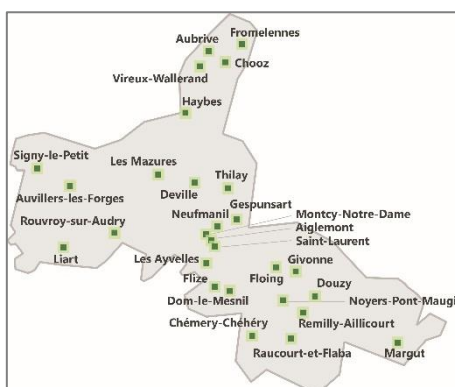 Fromelennes
Aubrive
Chooz
Vireux-Wallerand
Haybes
Signy-le-Petit
Les Mazures
Thilay
Auvillers-les-Forges
Deville
Gespunsart
Rouvroy-sur-Audry
Neufmanil
Montcy-Notre-Dame
Aiglemont
Saint-Laurent
Liart
Les Ayvelles
Givonne
Flize
Floing
Douzy
Dom-le-Mesnil
Noyers-Pont-Maugi
Chémery-Chéhéry
Remilly-Aillicourt
Raucourt-et-Flaba
Margut